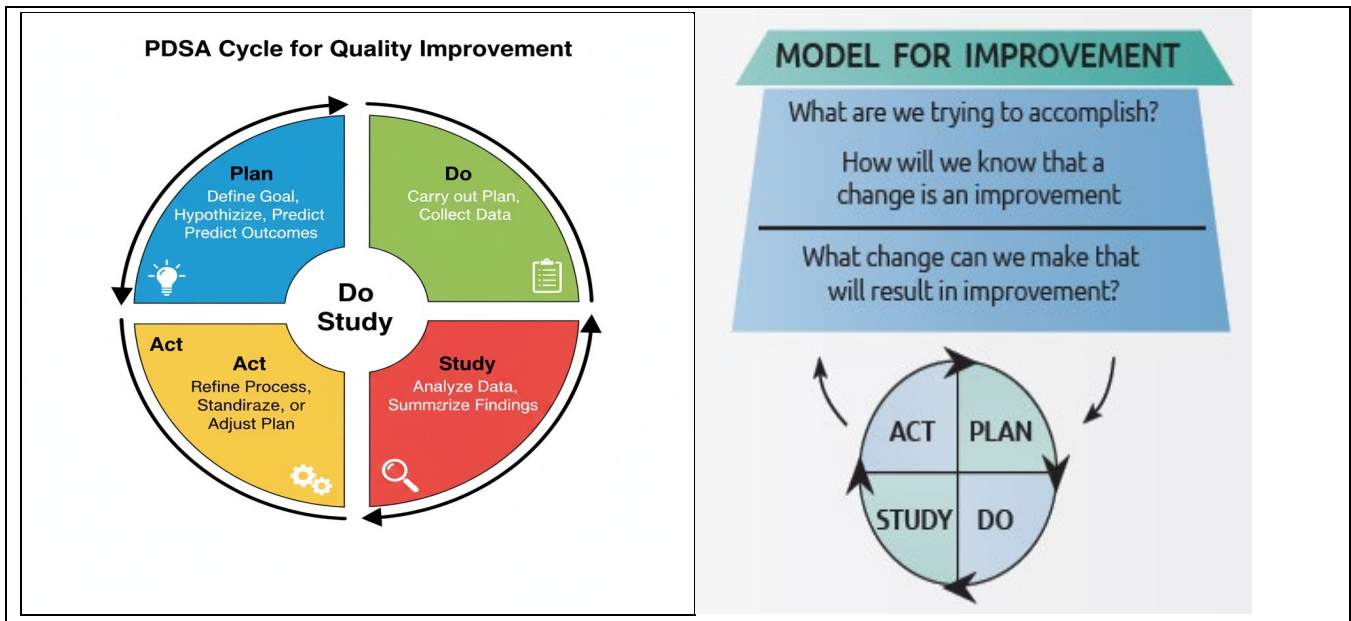 PDSA Cycle for Quality Improvement
Plan
Define Goal,
Hypothizize, Predict
Predict Outcomes
Do
Carry out Plan,
Collect Data
Do
Study
Act
Act
Refine Process,
Standiraze, or
Adjust Plan
Study
Analyze Data,
Summarize Findings
MODEL FOR IMPROVEMENT
What are we trying to accomplish?
How will we know that a
change is an improvement
What change can we make that
will result in improvement?
ACT
PLAN
STUDY
DO